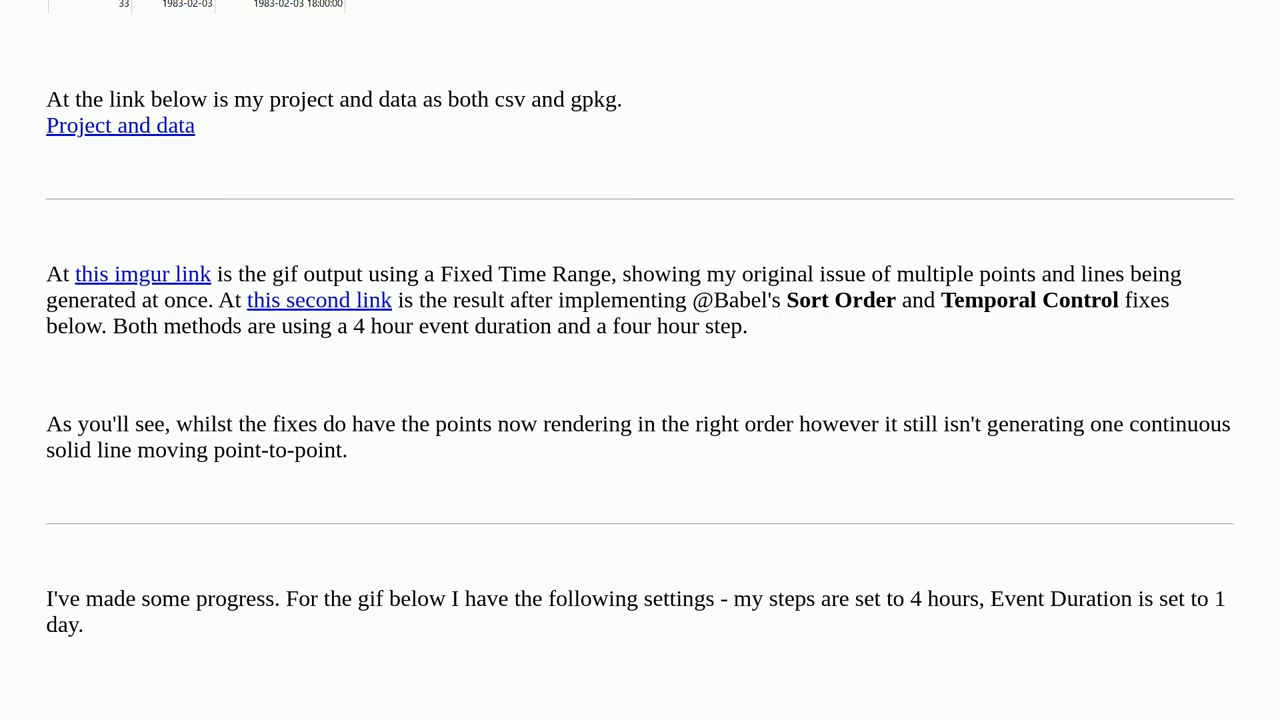 33 1983-02-03 1983-02-03 18:00:00
At the link below is my project and data as both csv and gpkg.
Project and data
At this imgur link is the gif output using a Fixed Time Range, showing my original issue of multiple points and lines being
generated at once. At this second link is the result after implementing @Babel's Sort Order and Temporal Control fixes
below. Both methods are using a 4 hour event duration and a four hour step.
As you'll see, whilst the fixes do have the points now rendering in the right order however it still isn't generating one continuous
solid line moving point-to-point.
I've made some progress. For the gif below I have the following settings - my steps are set to 4 hours, Event Duration is set to 1
day.